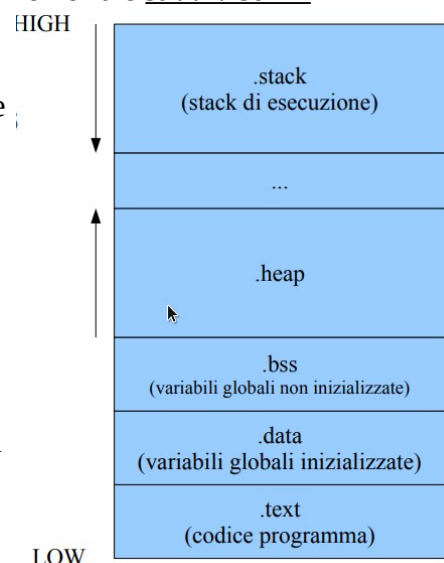 HIGH
.stack
(stack di esecuzione)
e
...
.heap
.bss
(variabili globali non inizializzate)
.data
(variabili globali inizializzate)
.text
(codice programma)
LOW